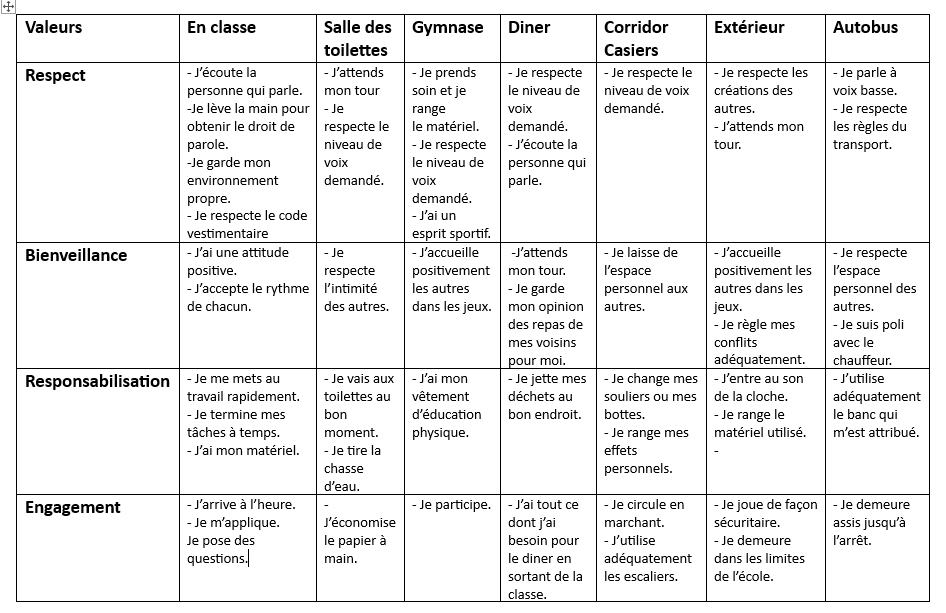 Valeurs
En classe
Salle des
toilettes
Gymnase
Diner
Corridor
Casiers
Extérieur
Autobus
Respect
- J’écoute la
personne qui parle.
-Je lève la main pour
obtenir le droit de
parole.
-Je garde mon
environnement
propre.
- Je respecte le code
vestimentaire
- J’attends
mon tour
- Je
respecte le
niveau de
voix
demandé.
- Je prends
soin et je
range
le matériel.
- Je respecte
le niveau de
voix
demandé.
- J’ai un
esprit sportif.
- Je respecte
le niveau de
voix
demandé.
- J’écoute la
personne qui
parle.
- Je respecte le
niveau de voix
demandé.
- Je respecte les
créations des
autres.
- J’attends mon
tour.
- Je parle à
voix basse.
- Je respecte
les règles du
transport.
Bienveillance
- J’ai une attitude
positive.
- J’accepte le rythme
de chacun.
- Je
respecte
l’intimité
des autres.
- J’accueille
positivement
les autres
dans les jeux.
-J’attends
mon tour.
- Je garde
mon opinion
des repas de
mes voisins
pour moi.
- Je laisse de
l’espace
personnel aux
autres.
- J’accueille
positivement les
autres dans les
jeux.
- Je règle mes
conflits
adéquatement.
- Je respecte
l’espace
personnel des
autres.
- Je suis poli
avec le
chauffeur.
Responsabilisation
- Je me mets au
travail rapidement.
- Je termine mes
tâches à temps.
- J’ai mon matériel.
- Je vais aux
toilettes au
bon
moment.
- Je tire la
chasse
d’eau.
- J’ai mon
vêtement
d’éducation
physique.
- Je jette mes
déchets au
bon endroit.
- Je change mes
souliers ou mes
bottes.
- Je range mes
effets
personnels.
- J’entre au son
de la cloche.
- Je range le
matériel utilisé.
-
- J’utilise
adéquatement
le banc qui
m’est attribué.
Engagement
- J’arrive à l’heure.
- Je m’applique.
Je pose des
questions.
-
J’économise
le papier à
main.
- Je participe.
- J’ai tout ce
dont j’ai
besoin pour
le diner en
sortant de la
classe.
- Je circule en
marchant.
- J’utilise
adéquatement
les escaliers.
- Je joue de façon
sécuritaire.
- Je demeure
dans les limites
de l’école.
- Je demeure
assis jusqu’à
l’arrêt.